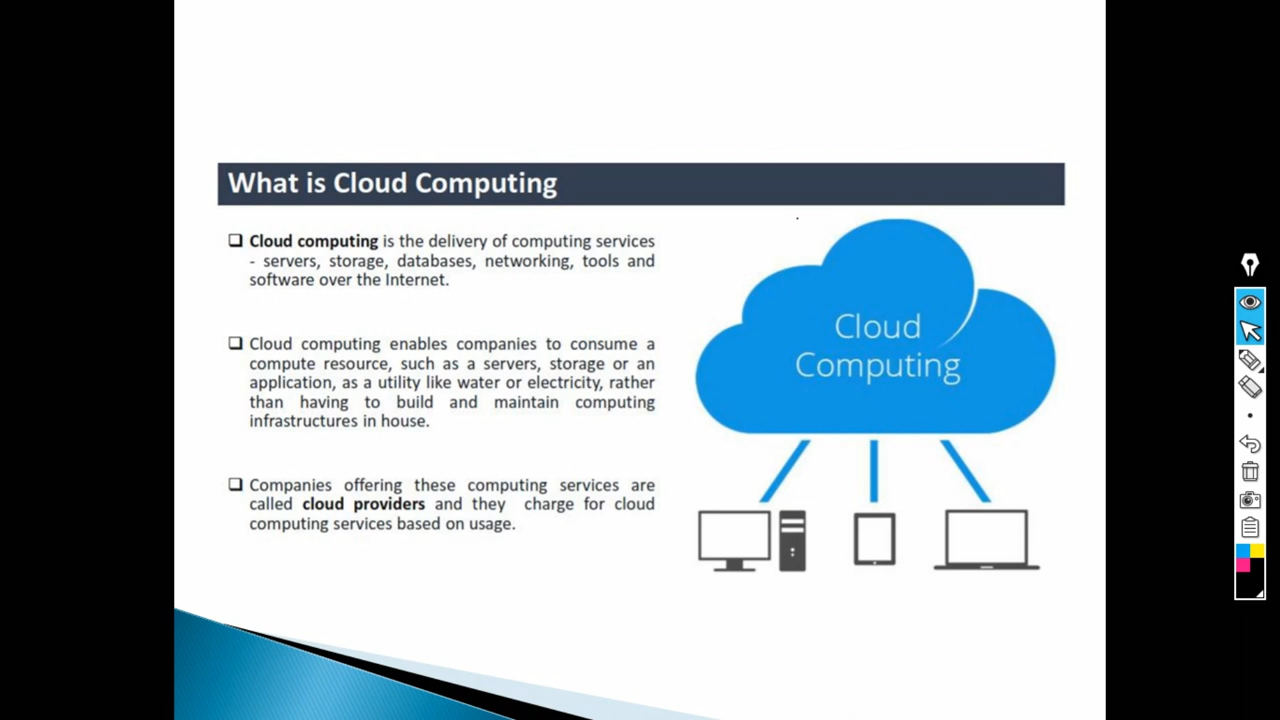 What is Cloud Computing
❑ Cloud computing is the delivery of computing services
- servers, storage, databases, networking, tools and
software over the Internet.
❑ Cloud computing enables companies to consume a
compute resource, such as a servers, storage or an
application, as a utility like water or electricity, rather
than having to build and maintain computing
infrastructures in house.
❑ Companies offering these computing services are
called cloud providers and they charge for cloud
computing services based on usage.
Cloud
Computing